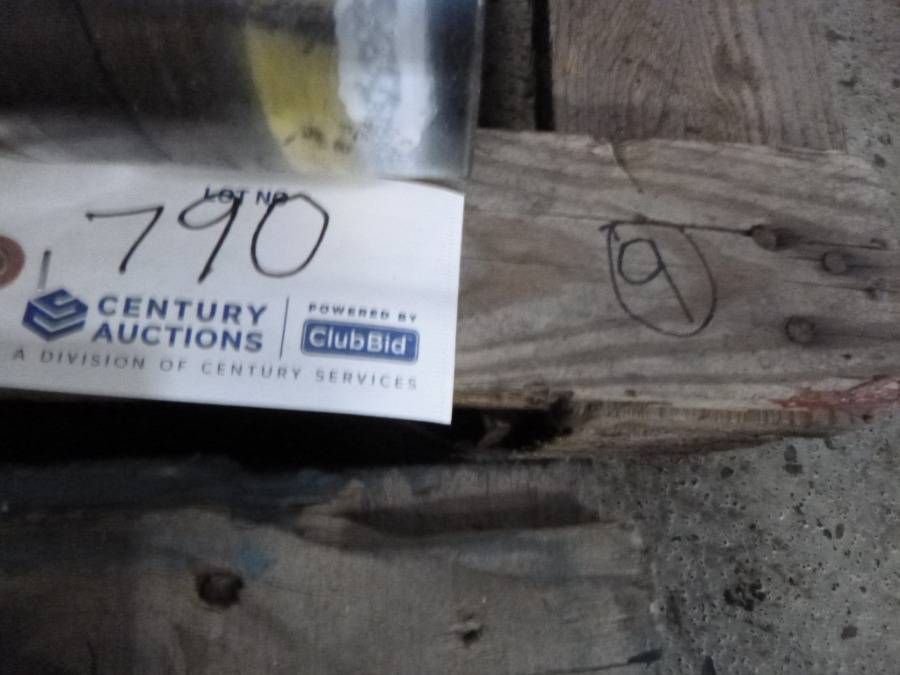 LOT NO
790
CENTURY
AUCTIONS
POWERED BY
ClubBid
A DIVISION OF CENTURY SERVICES
9